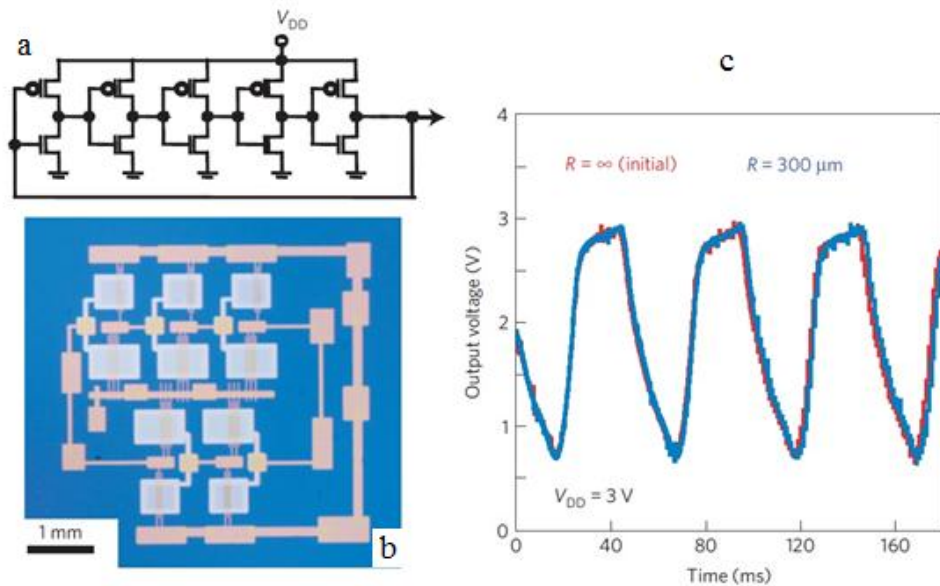 a
V_DD
1 mm
b
c
R = ∞ (initial)
R = 300 μm
V_DD = 3 V
Output voltage (V)
4
3
2
1
0
0 40 80 120 160
Time (ms)